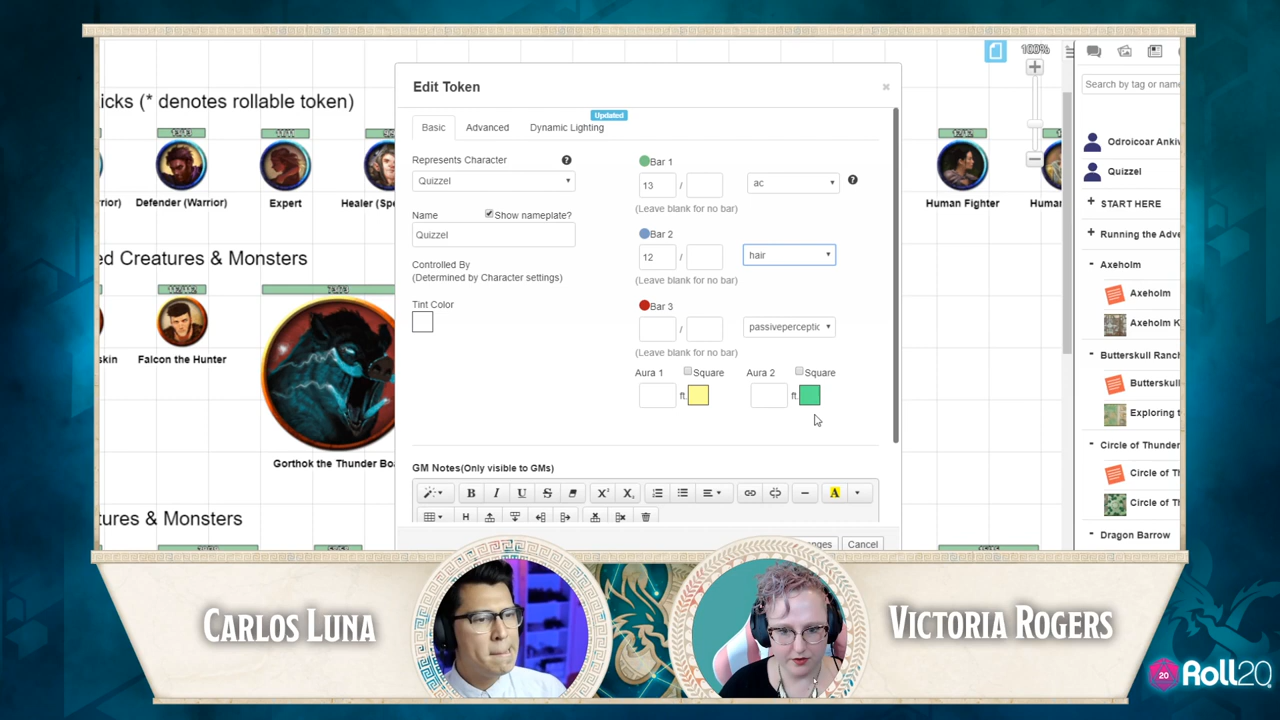 icks (* denotes rollable token)
Defender (Warrior)
Expert
Healer (Spe
Human Fighter
Human
ed Creatures & Monsters
Falcon the Hunter
Gorthok the Thunder Boa
tures & Monsters
Edit Token
×
Updated
Basic
Advanced
Dynamic Lighting
Represents Character
Quizzel
Name
Show nameplate?
Quizzel
Controlled By
(Determined by Character settings)
Tint Color
Bar 1
13 /
ac
(Leave blank for no bar)
Bar 2
12 /
hair
(Leave blank for no bar)
Bar 3
/
passiveperceptic
(Leave blank for no bar)
Aura 1
Square
Aura 2
Square
ft.
ft.
GM Notes(Only visible to GMs)
B I U S
H
A
nges
Cancel
100%
Search by tag or name
Odroicoar Anki
Quizzel
+ START HERE
+ Running the Adve
- Axeholm
Axeholm
Axeholm K
- Butterskull Ranch
Butterskull
Exploring t
- Circle of Thunder
Circle of Th
Circle of Th
- Dragon Barrow
CARLOS LUNA
VICTORIA ROGERS
20
Roll20